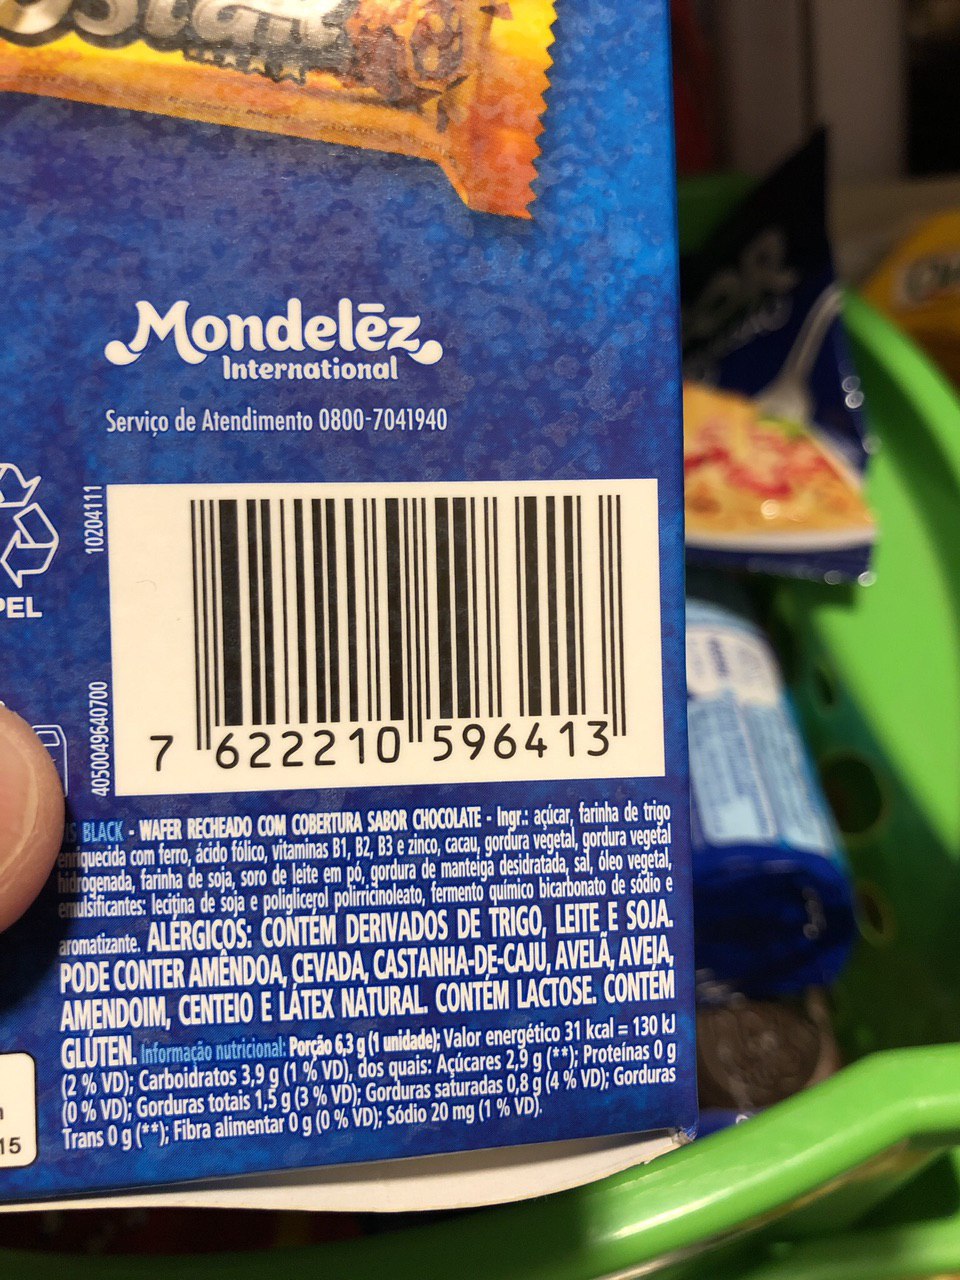 Mondelēz
International
Serviço de Atendimento 0800-7041940
10204111
4050049640700
PEL
7 622210 596413
BLACK - WAFER RECHEADO COM COBERTURA SABOR CHOCOLATE - Ingr.: açúcar, farinha de trigo
enriquecida com ferro, ácido fólico, vitaminas B1, B2, B3 e zinco, cacau, gordura vegetal, gordura vegetal
hidrogenada, farinha de soja, soro de leite em pó, gordura de manteiga desidratada, sal, óleo vegetal,
emulsificantes: lecitina de soja e poliglicerol polirricinoleato, fermento químico bicarbonato de sódio e
aromatizante. ALÉRGICOS: CONTÉM DERIVADOS DE TRIGO, LEITE E SOJA.
PODE CONTER AMÊNDOA, CEVADA, CASTANHA-DE-CAJU, AVELÃ, AVEIA,
AMENDOIM, CENTEIO E LÁTEX NATURAL. CONTÉM LACTOSE. CONTÉM
GLÚTEN. Informação nutricional: Porção 6,3 g (1 unidade); Valor energético 31 kcal = 130 kJ
(2 % VD); Carboidratos 3,9 g (1 % VD), dos quais: Açúcares 2,9 g (**); Proteínas 0 g
(0 % VD); Gorduras totais 1,5 g (3 % VD); Gorduras saturadas 0,8 g (4 % VD); Gorduras
Trans 0 g (**); Fibra alimentar 0 g (0 % VD); Sódio 20 mg (1 % VD).
15